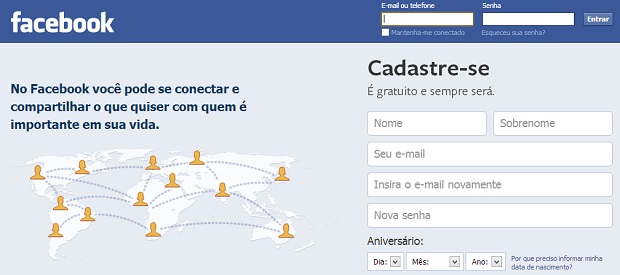 facebook
E-mail ou telefone
Senha
Entrar
Mantenha-me conectado
Esqueceu sua senha?
No Facebook você pode se conectar e
compartilhar o que quiser com quem é
importante em sua vida.
Cadastre-se
É gratuito e sempre será.
Nome
Sobrenome
Seu e-mail
Insira o e-mail novamente
Nova senha
Aniversário:
Dia:
Mês:
Ano:
Por que preciso informar minha
data de nascimento?